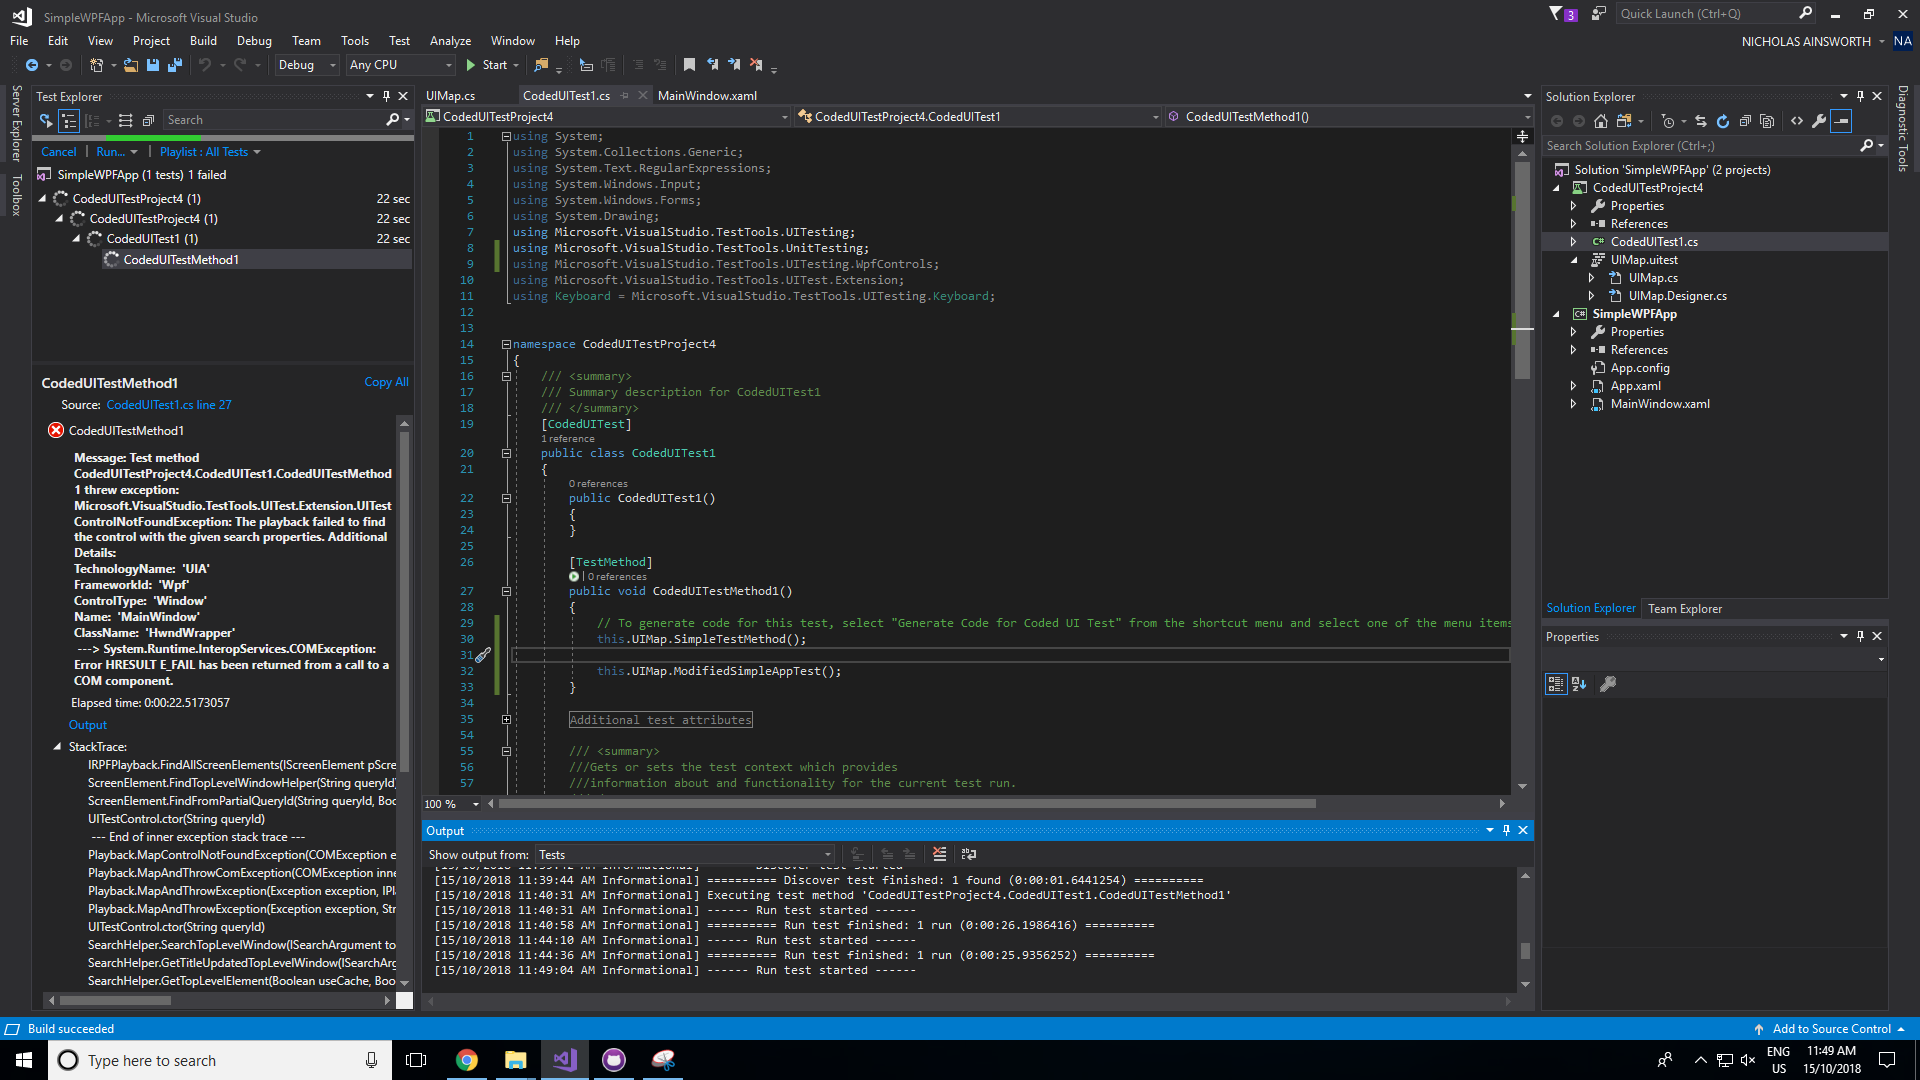 SimpleWPFApp - Microsoft Visual Studio
3
Quick Launch (Ctrl+Q)
File Edit View Project Build Debug Team Tools Test Analyze Window Help
NICHOLAS AINSWORTH NA
Debug Any CPU Start
Server Explorer
Toolbox
Test Explorer
Search
Cancel Run... Playlist : All Tests
SimpleWPFApp (1 tests) 1 failed
CodedUITestProject4 (1) 22 sec
CodedUITestProject4 (1) 22 sec
CodedUITest1 (1) 22 sec
CodedUITestMethod1
CodedUITestMethod1 Copy All
Source: CodedUITest1.cs line 27
CodedUITestMethod1
Message: Test method
CodedUITestProject4.CodedUITest1.CodedUITestMethod
1 threw exception:
Microsoft.VisualStudio.TestTools.UITest.Extension.UITest
ControlNotFoundException: The playback failed to find
the control with the given search properties. Additional
Details:
TechnologyName: 'UIA'
FrameworkId: 'Wpf'
ControlType: 'Window'
Name: 'MainWindow'
ClassName: 'HwndWrapper'
---> System.Runtime.InteropServices.COMException:
Error HRESULT E_FAIL has been returned from a call to a
COM component.
Elapsed time: 0:00:22.5173057
Output
StackTrace:
IRPFPlayback.FindAllScreenElements(IScreenElement pScre
ScreenElement.FindTopLevelWindowHelper(String queryId)
ScreenElement.FindFromPartialQueryId(String queryId, Boo
UITestControl.ctor(String queryId)
--- End of inner exception stack trace ---
Playback.MapControlNotFoundException(COMException e
Playback.MapAndThrowComException(COMException inne
Playback.MapAndThrowException(Exception exception, IPl
Playback.MapAndThrowException(Exception exception, Str
UITestControl.ctor(String queryId)
SearchHelper.SearchTopLevelWindow(ISearchArgument to
SearchHelper.GetTitleUpdatedTopLevelWindow(ISearchArg
SearchHelper.GetTopLevelElement(Boolean useCache, Boo
UIMap.cs CodedUITest1.cs MainWindow.xaml
CodedUITestProject4 CodedUITestProject4.CodedUITest1 CodedUITestMethod1()
1 using System;
2 using System.Collections.Generic;
3 using System.Text.RegularExpressions;
4 using System.Windows.Input;
5 using System.Windows.Forms;
6 using System.Drawing;
7 using Microsoft.VisualStudio.TestTools.UITesting;
8 using Microsoft.VisualStudio.TestTools.UnitTesting;
9 using Microsoft.VisualStudio.TestTools.UITesting.WpfControls;
10 using Microsoft.VisualStudio.TestTools.UITest.Extension;
11 using Keyboard = Microsoft.VisualStudio.TestTools.UITesting.Keyboard;
12
13
14 namespace CodedUITestProject4
15 {
16 /// <summary>
17 /// Summary description for CodedUITest1
18 /// </summary>
19 [CodedUITest]
1 reference
20 public class CodedUITest1
21 {
0 references
22 public CodedUITest1()
23 {
24 }
25
26 [TestMethod]
0 references
27 public void CodedUITestMethod1()
28 {
29 // To generate code for this test, select "Generate Code for Coded UI Test" from the shortcut menu and select one of the menu items
30 this.UIMap.SimpleTestMethod();
31
32 this.UIMap.ModifiedSimpleAppTest();
33 }
34
35 Additional test attributes
54
55 /// <summary>
56 ///Gets or sets the test context which provides
57 ///information about and functionality for the current test run.
100 %
Output
Show output from: Tests
[15/10/2018 11:39:44 AM Informational] ========== Discover test finished: 1 found (0:00:01.6441254) ==========
[15/10/2018 11:40:31 AM Informational] Executing test method 'CodedUITestProject4.CodedUITest1.CodedUITestMethod1'
[15/10/2018 11:40:31 AM Informational] ------ Run test started ------
[15/10/2018 11:40:58 AM Informational] ========== Run test finished: 1 run (0:00:26.1986416) ==========
[15/10/2018 11:44:10 AM Informational] ------ Run test started ------
[15/10/2018 11:44:36 AM Informational] ========== Run test finished: 1 run (0:00:25.9356252) ==========
[15/10/2018 11:49:04 AM Informational] ------ Run test started ------
Solution Explorer
Search Solution Explorer (Ctrl+;)
Solution 'SimpleWPFApp' (2 projects)
CodedUITestProject4
Properties
References
CodedUITest1.cs
UIMap.uitest
UIMap.cs
UIMap.Designer.cs
SimpleWPFApp
Properties
References
App.config
App.xaml
MainWindow.xaml
Solution Explorer Team Explorer
Properties
Diagnostic Tools
Build succeeded
Add to Source Control
Type here to search
ENG
US
11:49 AM
15/10/2018